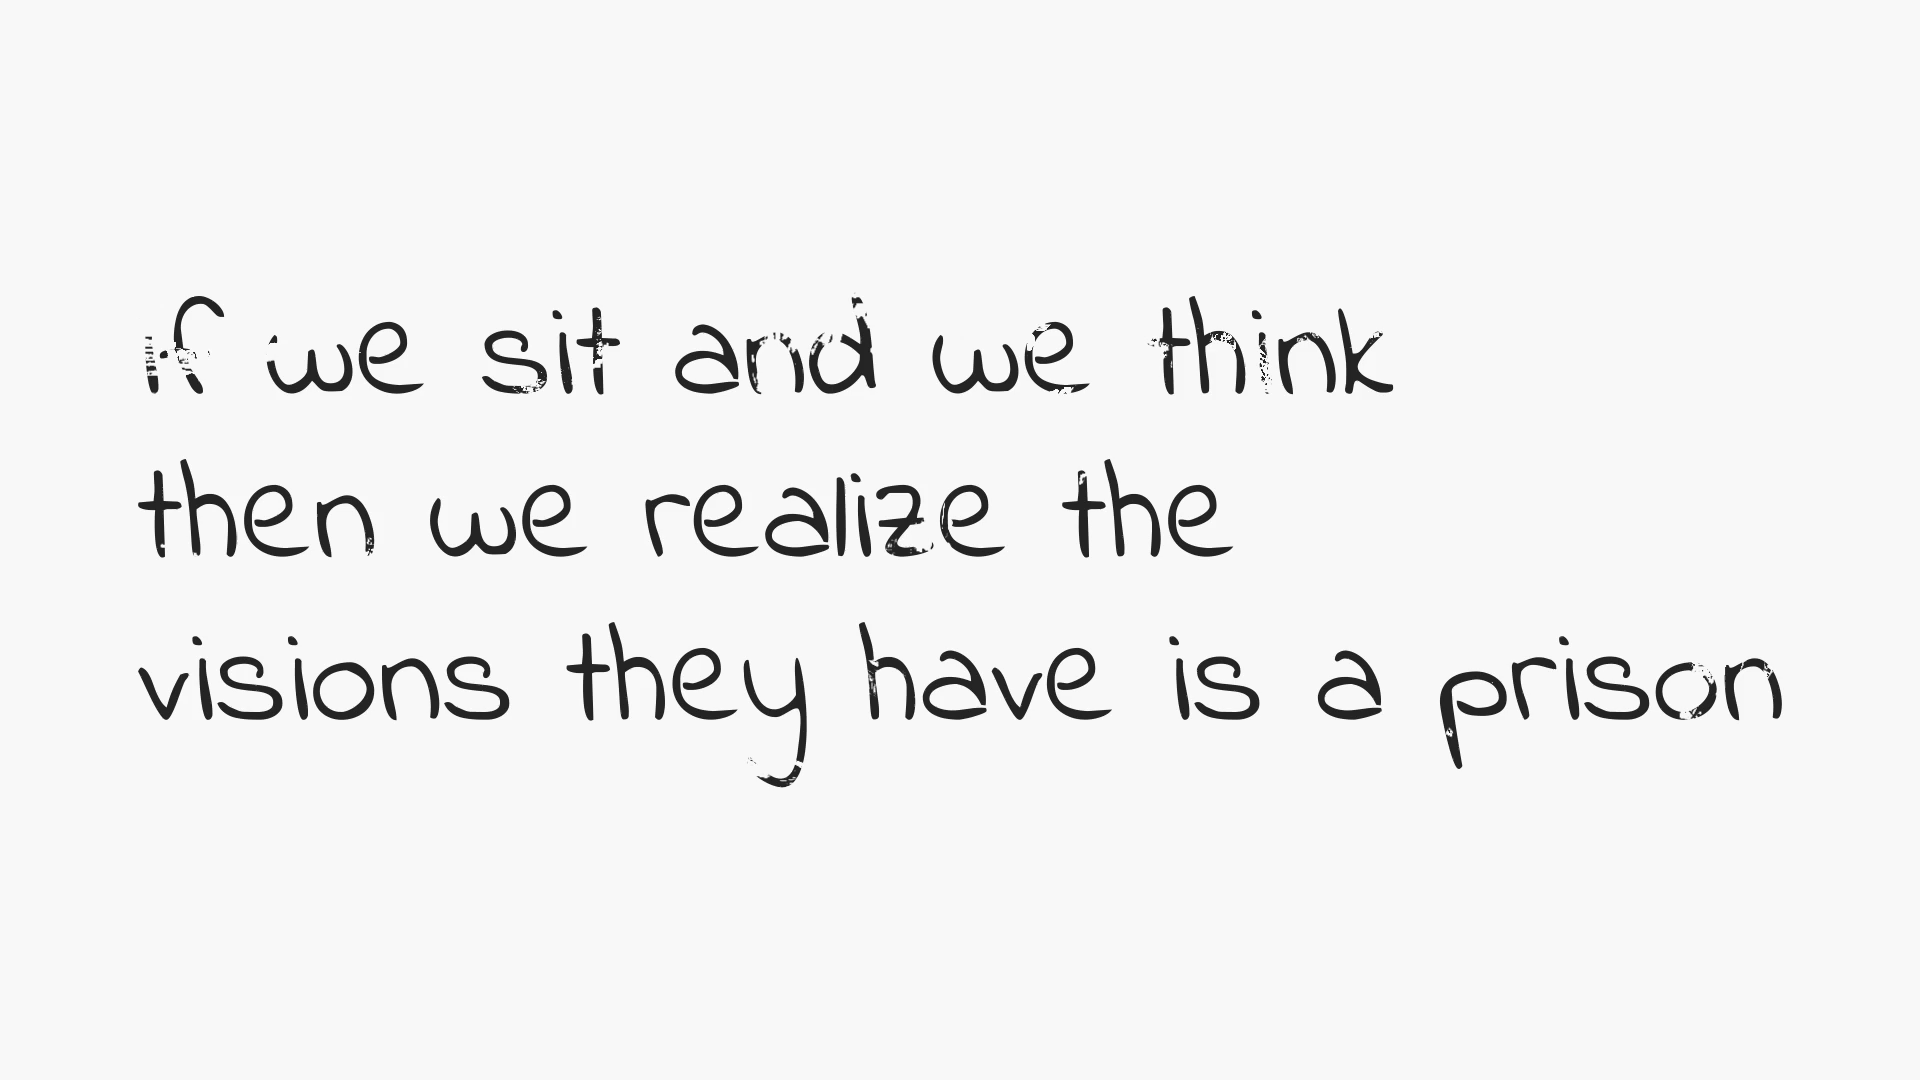 if we sit and we think
then we realize the
visions they have is a prison